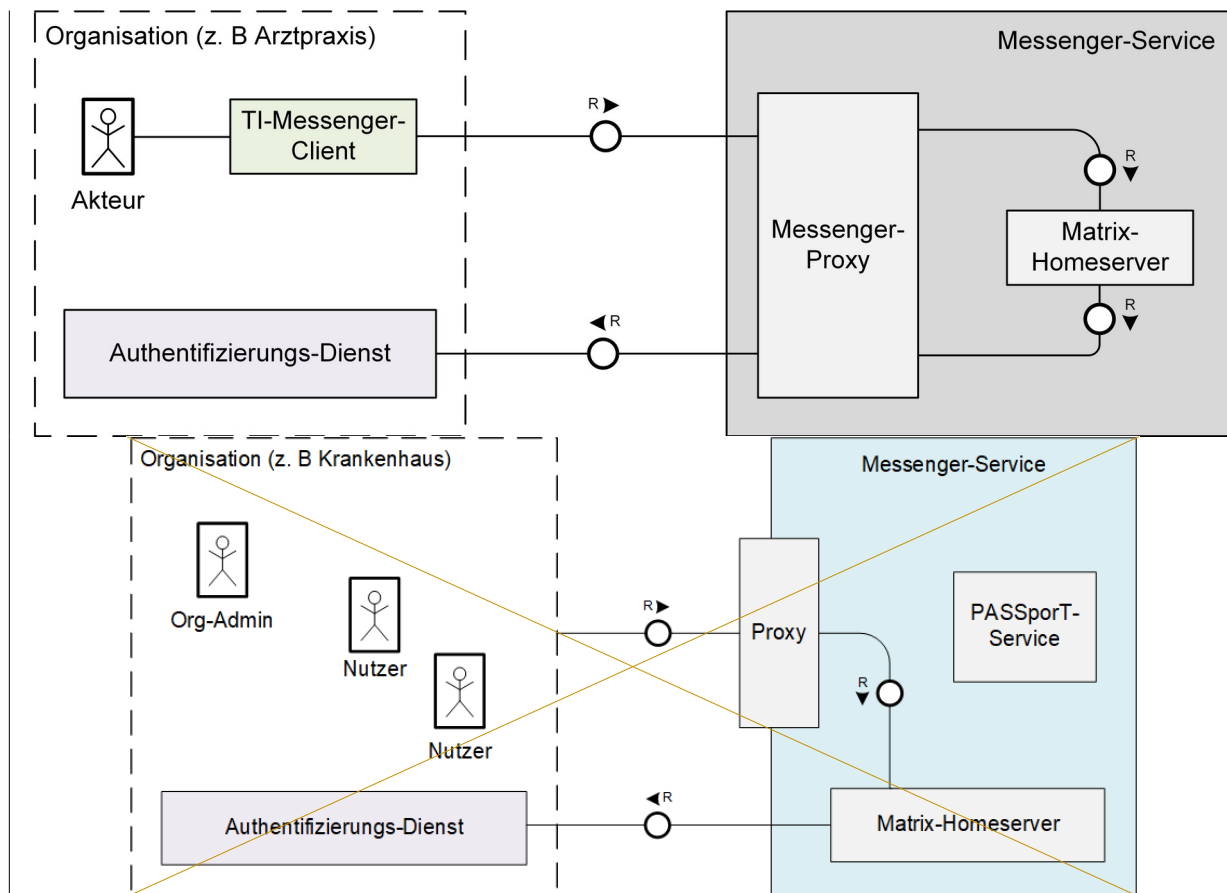 Organisation (z. B Arztpraxis)
Messenger-Service
R
TI-Messenger-
Client
Akteur
R
Messenger-
Proxy
Matrix-
Homeserver
R
R
Authentifizierungs-Dienst
Organisation (z. B Krankenhaus)
Messenger-Service
Org-Admin
Nutzer
Nutzer
R
Proxy
PASSporT-
Service
R
R
Authentifizierungs-Dienst
Matrix-Homeserver